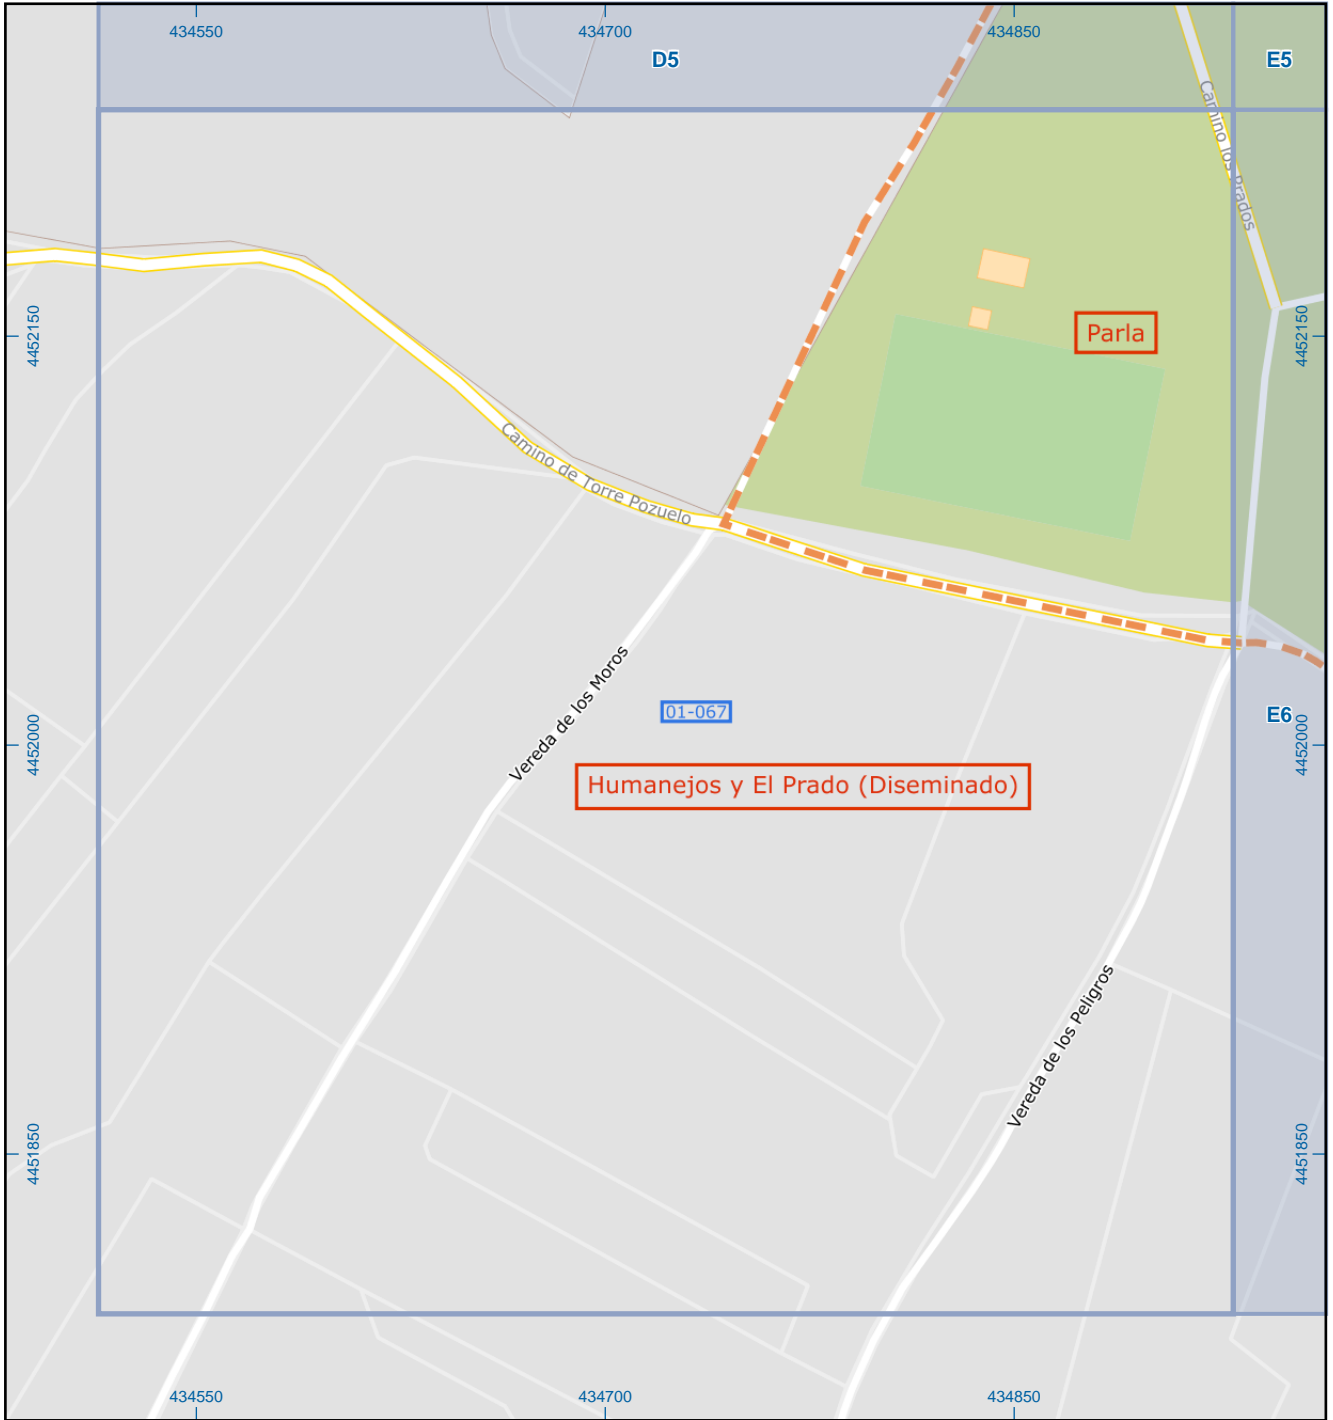 434550
434700
434850
D5
E5
Camino los Prados
4452150
4452150
Parla
Camino de Torre Pozuelo
Vereda de los Moros
01-067
E6
4452000
4452000
Humanejos y El Prado (Diseminado)
Vereda de los Peligros
4451850
4451850
434550
434700
434850